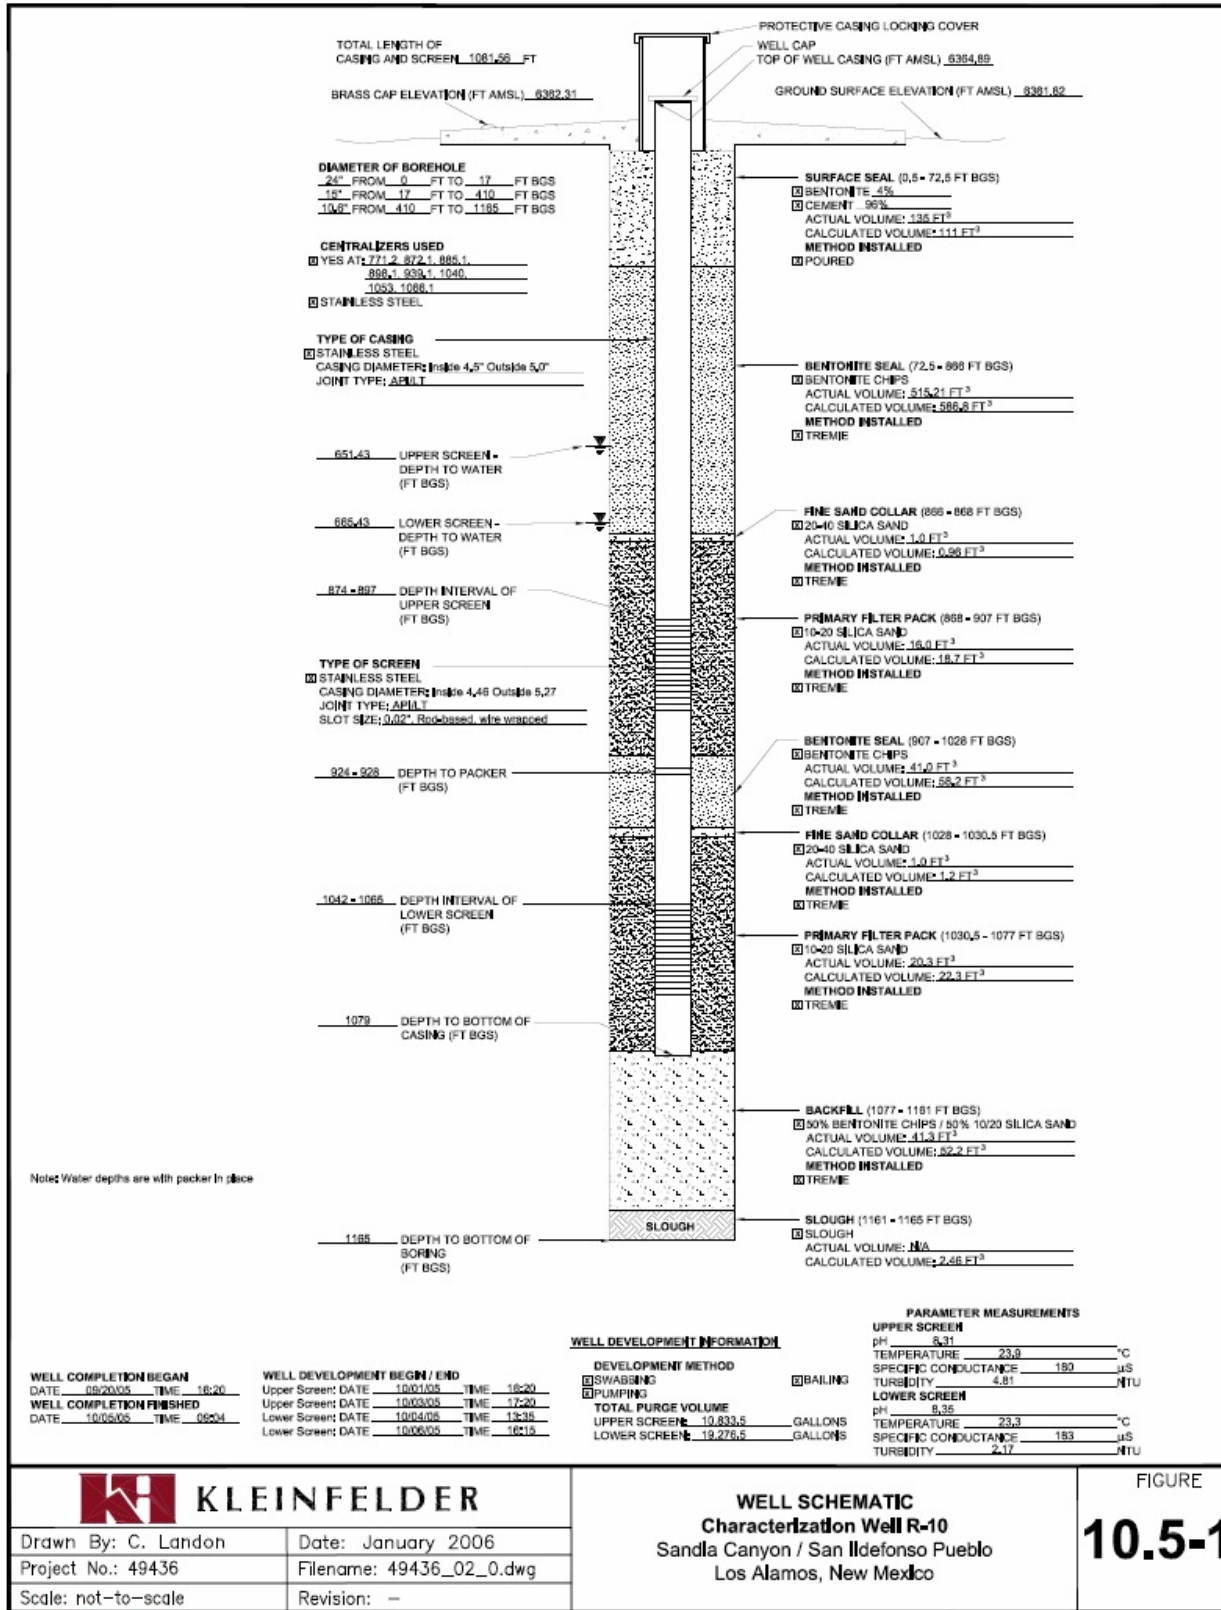 PROTECTIVE CASING LOCKING COVER
WELL CAP
TOP OF WELL CASING (FT AMSL) 6364.89
TOTAL LENGTH OF
CASING AND SCREEN 1081.56 FT
BRASS CAP ELEVATION (FT AMSL) 6362.31
GROUND SURFACE ELEVATION (FT AMSL) 6361.82
DIAMETER OF BOREHOLE
24" FROM 0 FT TO 17 FT BGS
15" FROM 17 FT TO 410 FT BGS
10.6" FROM 410 FT TO 1165 FT BGS
CENTRALIZERS USED
☒ YES AT: 771.2, 872.1, 885.1,
898.1, 939.1, 1040,
1053, 1066.1
☒ STAINLESS STEEL
TYPE OF CASING
☒ STAINLESS STEEL
CASING DIAMETER: Inside 4.5" Outside 5.0"
JOINT TYPE: API/LT
651.43 UPPER SCREEN -
DEPTH TO WATER
(FT BGS)
665.43 LOWER SCREEN -
DEPTH TO WATER
(FT BGS)
874 - 897 DEPTH INTERVAL OF
UPPER SCREEN
(FT BGS)
TYPE OF SCREEN
☒ STAINLESS STEEL
CASING DIAMETER: Inside 4.46 Outside 5.27
JOINT TYPE: API/LT
SLOT SIZE: 0.02", Rod-based, wire wrapped
924 - 928 DEPTH TO PACKER
(FT BGS)
1042 - 1065 DEPTH INTERVAL OF
LOWER SCREEN
(FT BGS)
1079 DEPTH TO BOTTOM OF
CASING (FT BGS)
Note: Water depths are with packer in place
1165 DEPTH TO BOTTOM OF
BORING
(FT BGS)
SURFACE SEAL (0.5 - 72.5 FT BGS)
☒ BENTONITE 4%
☒ CEMENT 96%
ACTUAL VOLUME: 135 FT³
CALCULATED VOLUME: 111 FT³
METHOD INSTALLED
☒ POURED
BENTONITE SEAL (72.5 - 866 FT BGS)
☒ BENTONITE CHIPS
ACTUAL VOLUME: 515.21 FT³
CALCULATED VOLUME: 586.8 FT³
METHOD INSTALLED
☒ TREMIE
FINE SAND COLLAR (866 - 868 FT BGS)
☒ 20-40 SILICA SAND
ACTUAL VOLUME: 1.0 FT³
CALCULATED VOLUME: 0.96 FT³
METHOD INSTALLED
☒ TREMIE
PRIMARY FILTER PACK (868 - 907 FT BGS)
☒ 10-20 SILICA SAND
ACTUAL VOLUME: 16.0 FT³
CALCULATED VOLUME: 18.7 FT³
METHOD INSTALLED
☒ TREMIE
BENTONITE SEAL (907 - 1028 FT BGS)
☒ BENTONITE CHIPS
ACTUAL VOLUME: 41.0 FT³
CALCULATED VOLUME: 58.2 FT³
METHOD INSTALLED
☒ TREMIE
FINE SAND COLLAR (1028 - 1030.5 FT BGS)
☒ 20-40 SILICA SAND
ACTUAL VOLUME: 1.0 FT³
CALCULATED VOLUME: 1.2 FT³
METHOD INSTALLED
☒ TREMIE
PRIMARY FILTER PACK (1030.5 - 1077 FT BGS)
☒ 10-20 SILICA SAND
ACTUAL VOLUME: 20.3 FT³
CALCULATED VOLUME: 22.3 FT³
METHOD INSTALLED
☒ TREMIE
BACKFILL (1077 - 1161 FT BGS)
☒ 50% BENTONITE CHIPS / 50% 10/20 SILICA SAND
ACTUAL VOLUME: 41.3 FT³
CALCULATED VOLUME: 52.2 FT³
METHOD INSTALLED
☒ TREMIE
SLOUGH
SLOUGH (1161 - 1165 FT BGS)
☒ SLOUGH
ACTUAL VOLUME: N/A
CALCULATED VOLUME: 2.46 FT³
WELL COMPLETION BEGAN
DATE 09/20/05 TIME 16:20
WELL COMPLETION FINISHED
DATE 10/05/05 TIME 09:04
WELL DEVELOPMENT BEGIN / END
Upper Screen: DATE 10/01/05 TIME 16:20
Upper Screen: DATE 10/03/05 TIME 17:20
Lower Screen: DATE 10/04/05 TIME 13:35
Lower Screen: DATE 10/06/05 TIME 16:15
WELL DEVELOPMENT INFORMATION
DEVELOPMENT METHOD
☒ SWABBING ☒ BAILING
☒ PUMPING
TOTAL PURGE VOLUME
UPPER SCREEN: 10,833.5 GALLONS
LOWER SCREEN: 19,276.5 GALLONS
PARAMETER MEASUREMENTS
UPPER SCREEN
pH 8.31
TEMPERATURE 23.9 °C
SPECIFIC CONDUCTANCE 180 µS
TURBIDITY 4.81 NTU
LOWER SCREEN
pH 8.35
TEMPERATURE 23.3 °C
SPECIFIC CONDUCTANCE 183 µS
TURBIDITY 2.17 NTU
KLEINFELDER
Drawn By: C. Landon
Date: January 2006
Project No.: 49436
Filename: 49436_02_0.dwg
Scale: not-to-scale
Revision: –
WELL SCHEMATIC
Characterization Well R-10
Sandia Canyon / San Ildefonso Pueblo
Los Alamos, New Mexico
FIGURE
10.5-1